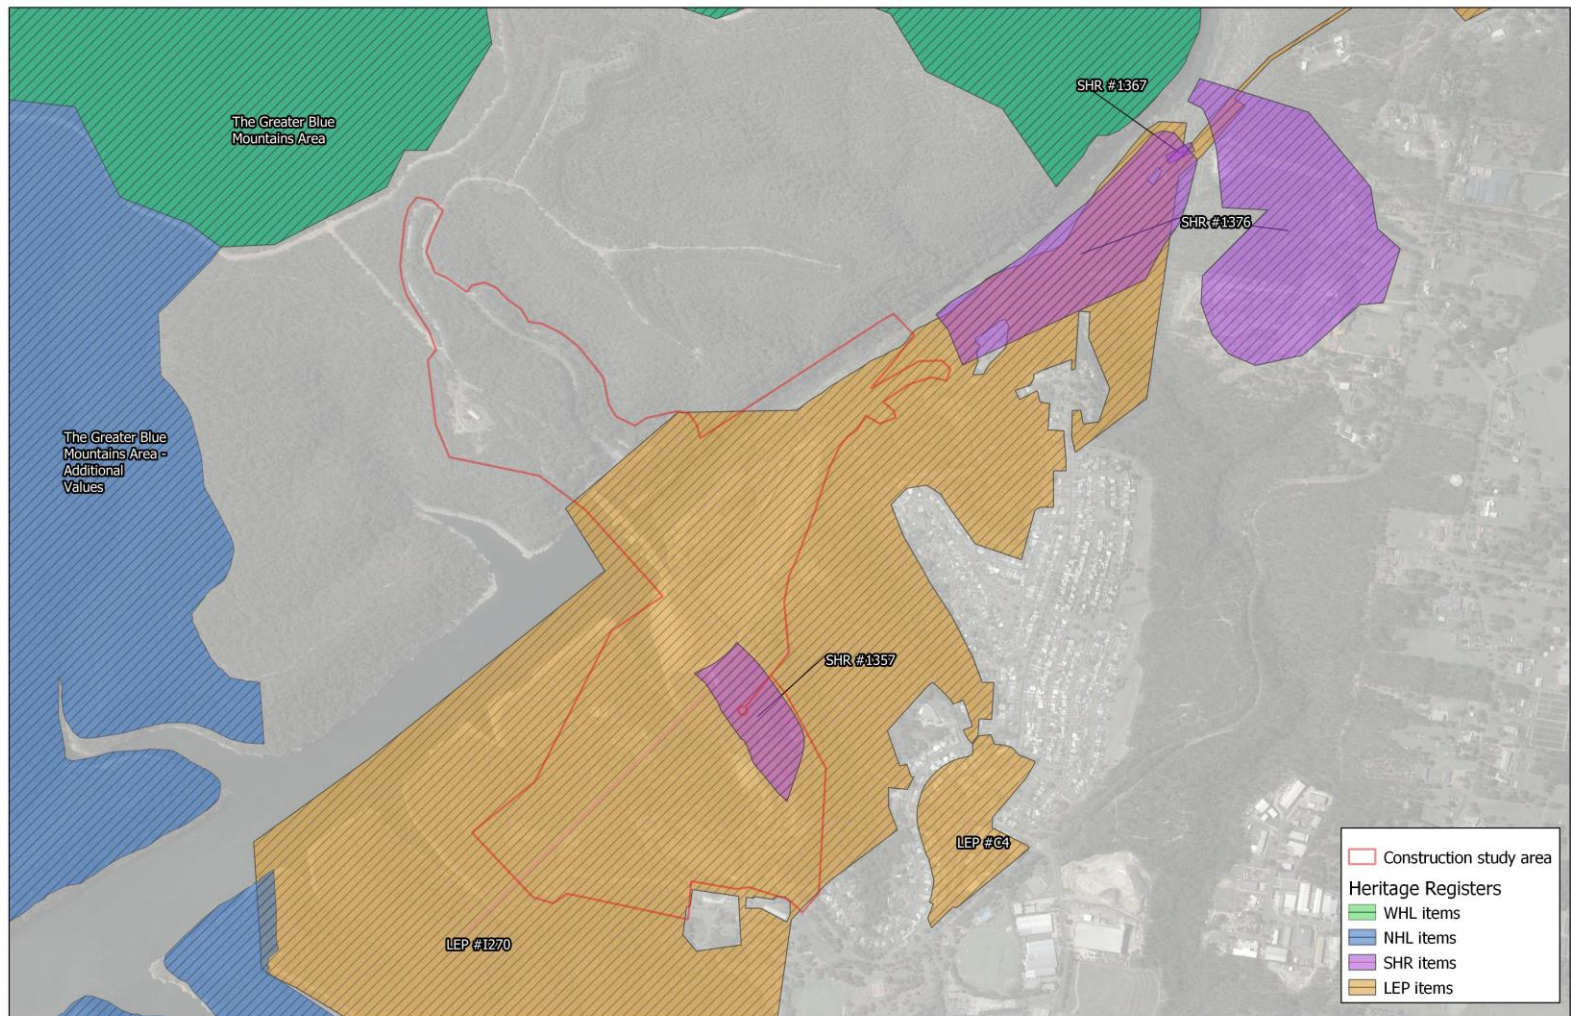 SHR #1367
The Greater Blue
Mountains Area
SHR #1376
The Greater Blue
Mountains Area -
Additional
Values
SHR #1357
LEP #C4
LEP #I270
Construction study area
Heritage Registers
WHL items
NHL items
SHR items
LEP items